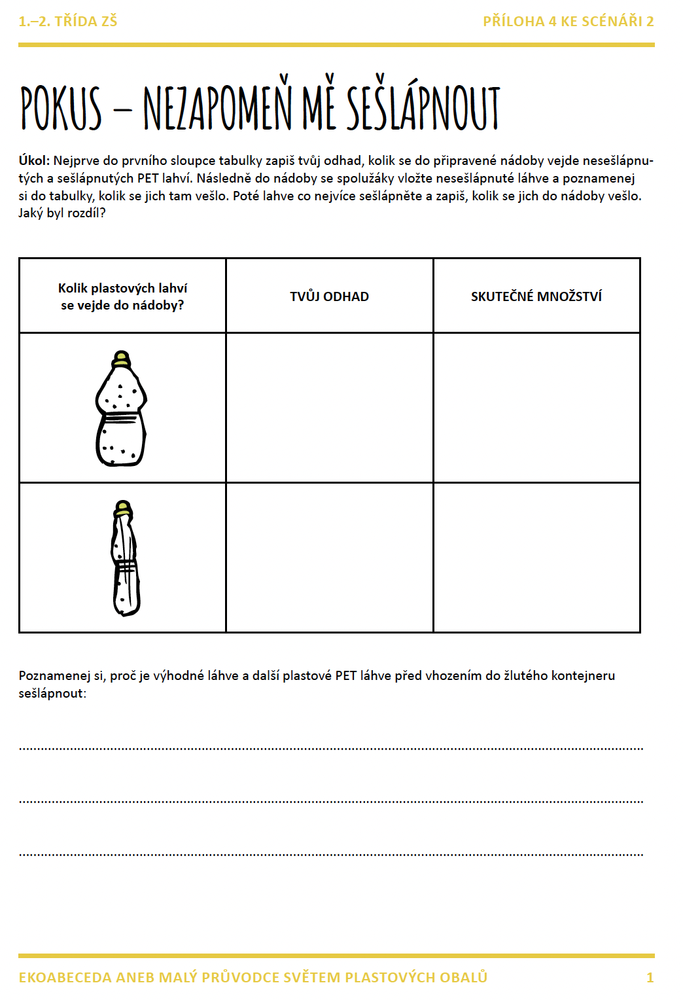 1.–2. TŘÍDA ZŠ
PŘÍLOHA 4 KE SCÉNÁŘI 2
POKUS – NEZAPOMEŇ MĚ SEŠLÁPNOUT
Úkol: Nejprve do prvního sloupce tabulky zapiš tvůj odhad, kolik se do připravené nádoby vejde nesešlápnu-
tých a sešlápnutých PET lahví. Následně do nádoby se spolužáky vložte nesešlápnuté láhve a poznamenej
si do tabulky, kolik se jich tam vešlo. Poté lahve co nejvíce sešlápněte a zapiš, kolik se jich do nádoby vešlo.
Jaký byl rozdíl?
Kolik plastových lahví
se vejde do nádoby?
TVŮJ ODHAD
SKUTEČNÉ MNOŽSTVÍ
Poznamenej si, proč je výhodné láhve a další plastové PET láhve před vhozením do žlutého kontejneru
sešlápnout:
EKOABECEDA ANEB MALÝ PRŮVODCE SVĚTEM PLASTOVÝCH OBALŮ
1